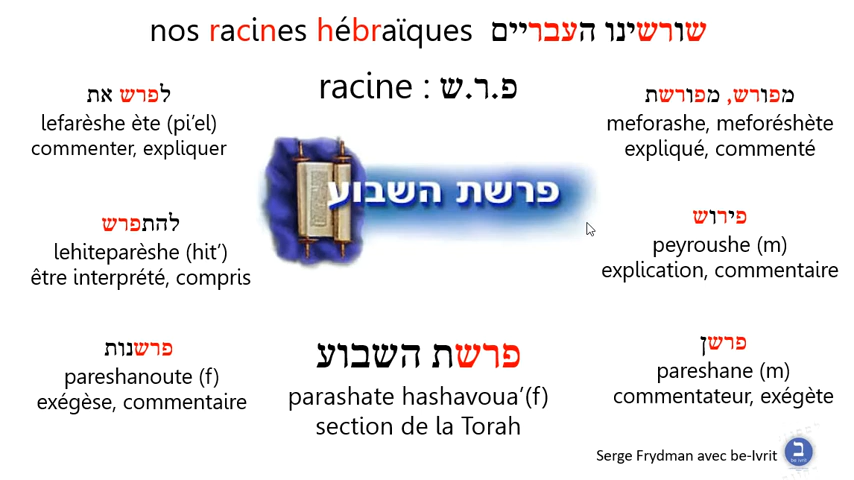 nos racines hébraïques שורשינו העבריים
racine : פ.ר.ש
לפרש את
lefarèshe ète (pi'el)
commenter, expliquer
מפורש, מפורשת
meforashe, meforéshète
expliqué, commenté
פרשת השבוע
להתפרש
lehiteparèshe (hit')
être interprété, compris
פירוש
peyroushe (m)
explication, commentaire
פרשנות
pareshanoute (f)
exégèse, commentaire
פרשת השבוע
parashate hashavoua'(f)
section de la Torah
פרשן
pareshane (m)
commentateur, exégète
Serge Frydman avec be-Ivrit
ב